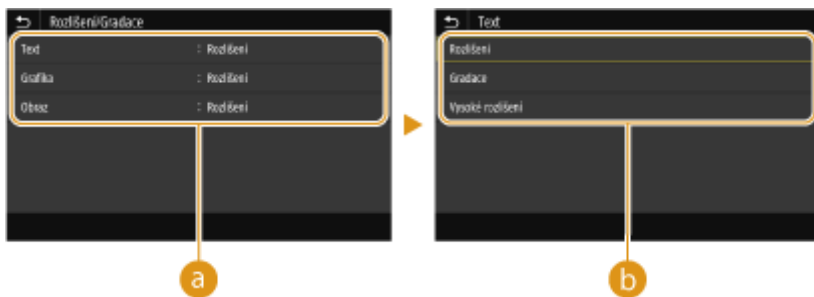 Rozlišení/Gradace
Text : Rozlišení
Grafika : Rozlišení
Obraz : Rozlišení
a
Text
Rozlišení
Gradace
Vysoké rozlišení
b